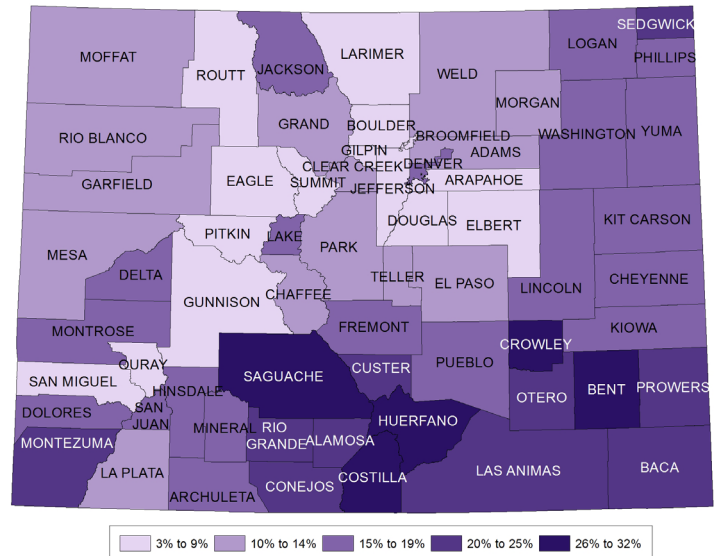 SEDGWICK
LOGAN
PHILLIPS
MOFFAT
ROUTT
JACKSON
LARIMER
WELD
MORGAN
RIO BLANCO
GRAND
BOULDER
BROOMFIELD
WASHINGTON
YUMA
GILPIN
ADAMS
CLEAR CREEK
DENVER
GARFIELD
EAGLE
SUMMIT
JEFFERSON
ARAPAHOE
PITKIN
LAKE
DOUGLAS
ELBERT
KIT CARSON
MESA
DELTA
PARK
TELLER
EL PASO
LINCOLN
CHEYENNE
GUNNISON
CHAFFEE
MONTROSE
FREMONT
KIOWA
CROWLEY
OURAY
SAN MIGUEL
SAGUACHE
CUSTER
PUEBLO
OTERO
BENT
PROWERS
HINSDALE
DOLORES
SAN
JUAN
MINERAL
RIO
GRANDE
ALAMOSA
HUERFANO
MONTEZUMA
LA PLATA
ARCHULETA
CONEJOS
COSTILLA
LAS ANIMAS
BACA
3% to 9%
10% to 14%
15% to 19%
20% to 25%
26% to 32%